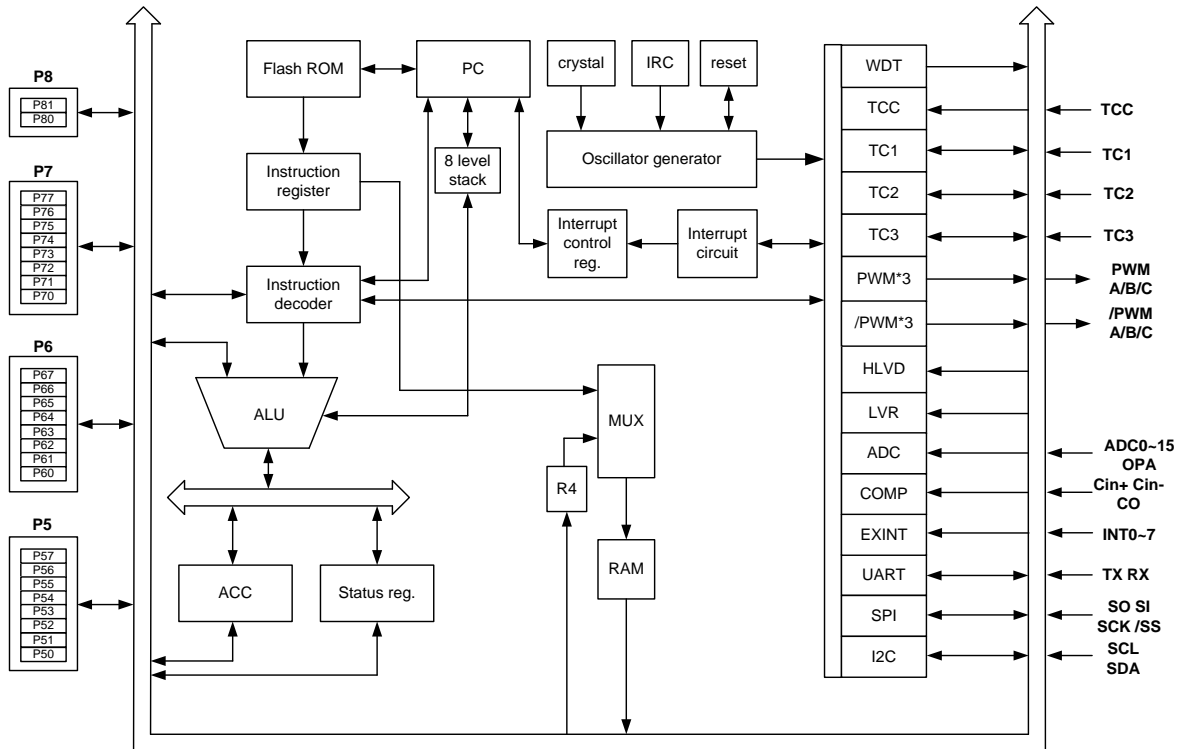 P8
P81
P80
P7
P77
P76
P75
P74
P73
P72
P71
P70
P6
P67
P66
P65
P64
P63
P62
P61
P60
P5
P57
P56
P55
P54
P53
P52
P51
P50
Flash ROM
PC
Instruction
register
8 level
stack
Instruction
decoder
ALU
ACC
Status reg.
crystal
IRC
reset
Oscillator generator
Interrupt
control
reg.
Interrupt
circuit
MUX
R4
RAM
WDT
TCC
TC1
TC2
TC3
PWM*3
/PWM*3
HLVD
LVR
ADC
COMP
EXINT
UART
SPI
I2C
TCC
TC1
TC2
TC3
PWM
A/B/C
/PWM
A/B/C
ADC0~15
OPA
Cin+ Cin-
CO
INT0~7
TX RX
SO SI
SCK /SS
SCL
SDA